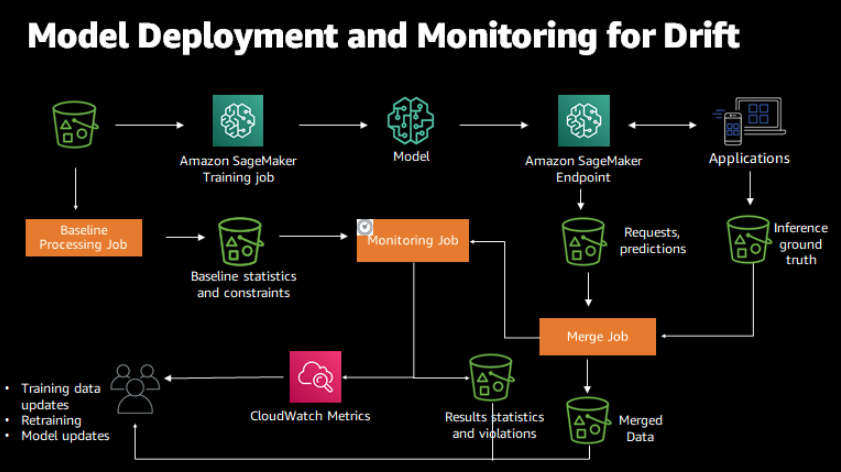 Model Deployment and Monitoring for Drift
Amazon SageMaker
Training job
Model
Amazon SageMaker
Endpoint
Applications
Baseline
Processing Job
Baseline statistics
and constraints
Monitoring Job
Requests,
predictions
Inference
ground
truth
Merge Job
• Training data
updates
• Retraining
• Model updates
CloudWatch Metrics
Results statistics
and violations
Merged
Data